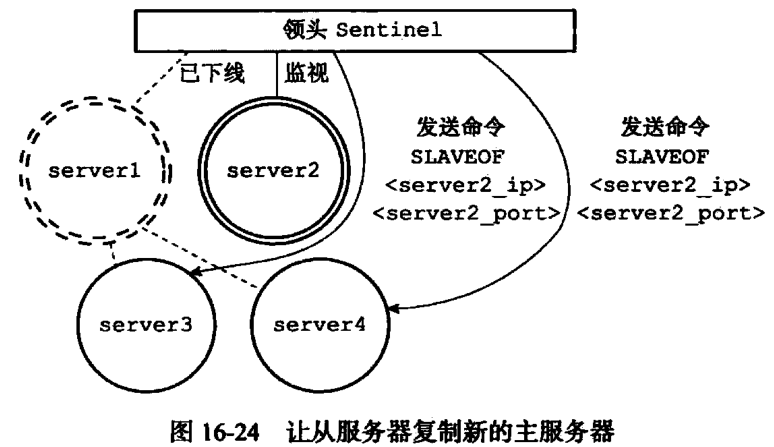 领头 Sentinel
已下线
监视
发送命令
SLAVEOF
<server2_ip>
<server2_port>
发送命令
SLAVEOF
<server2_ip>
<server2_port>
server1
server2
server3
server4
图 16-24 让从服务器复制新的主服务器